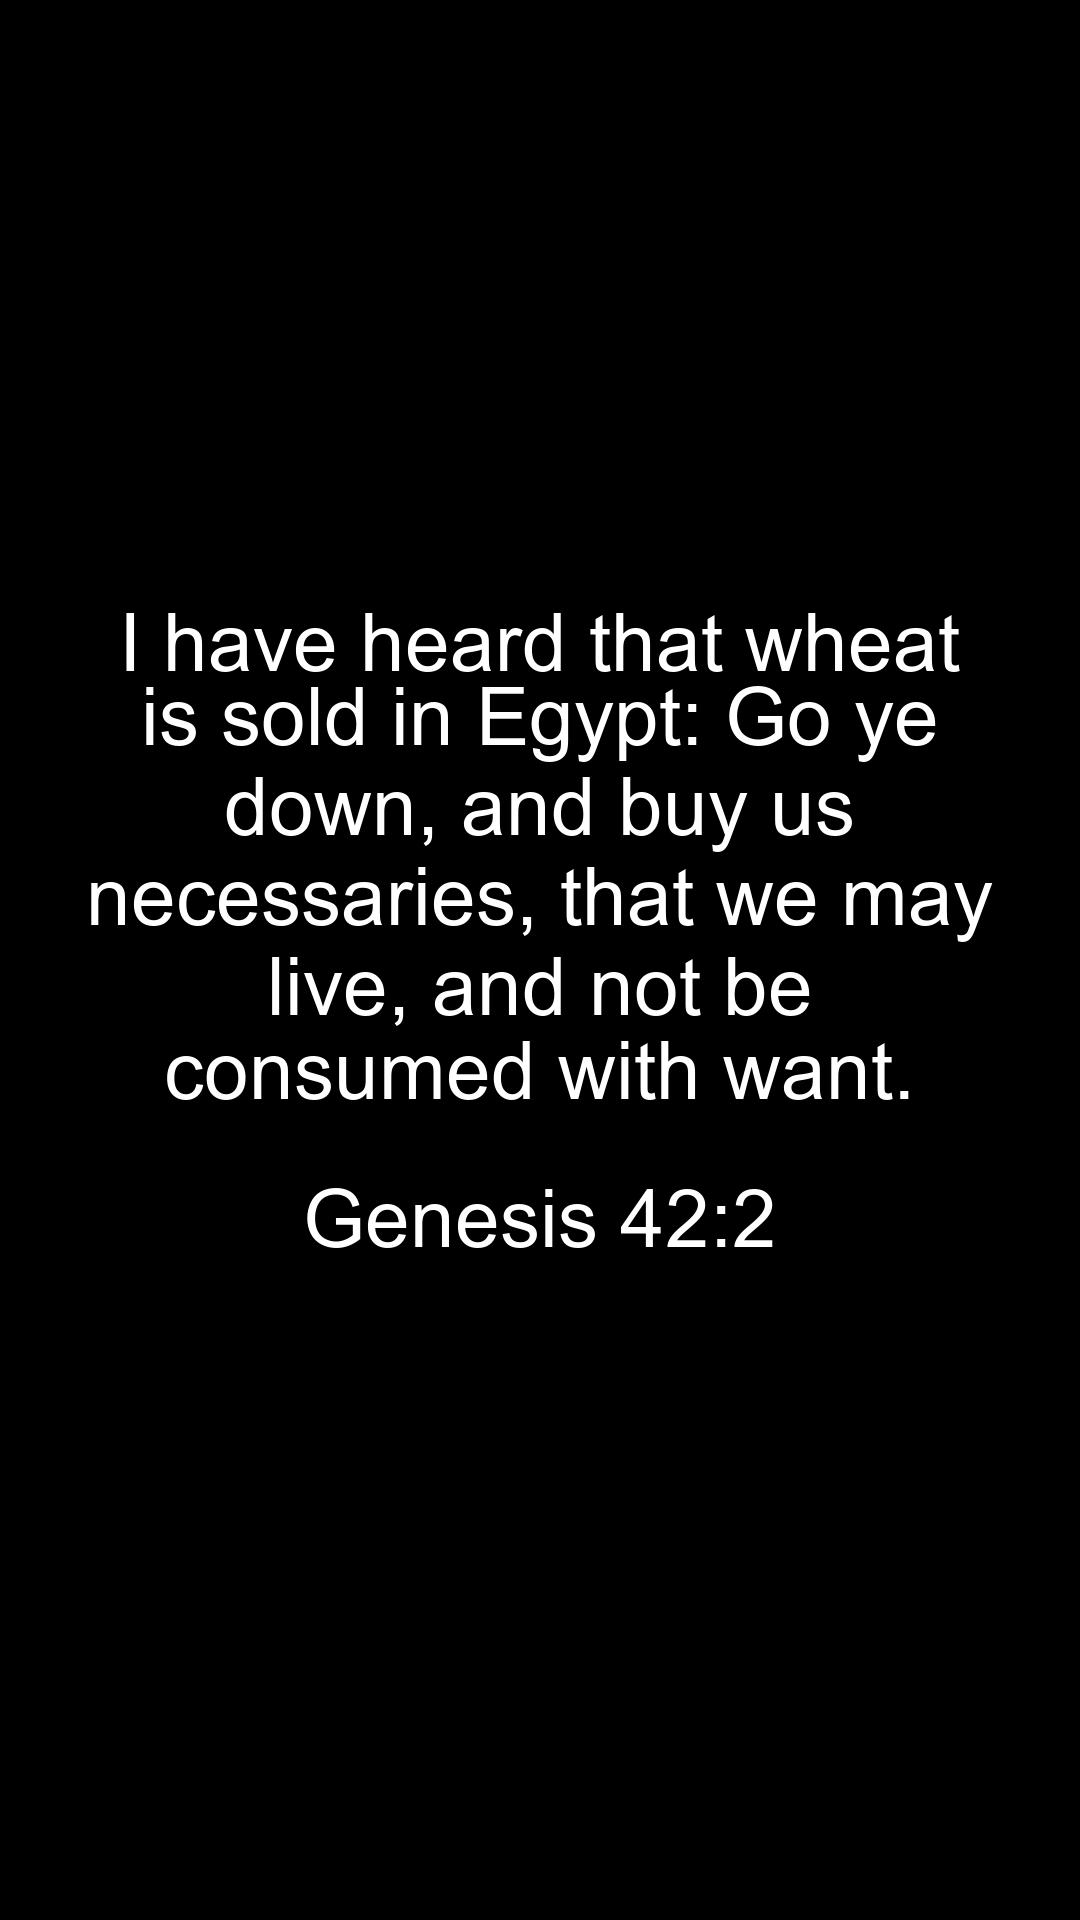 I have heard that wheat
is sold in Egypt: Go ye
down, and buy us
necessaries, that we may
live, and not be
consumed with want.
Genesis 42:2